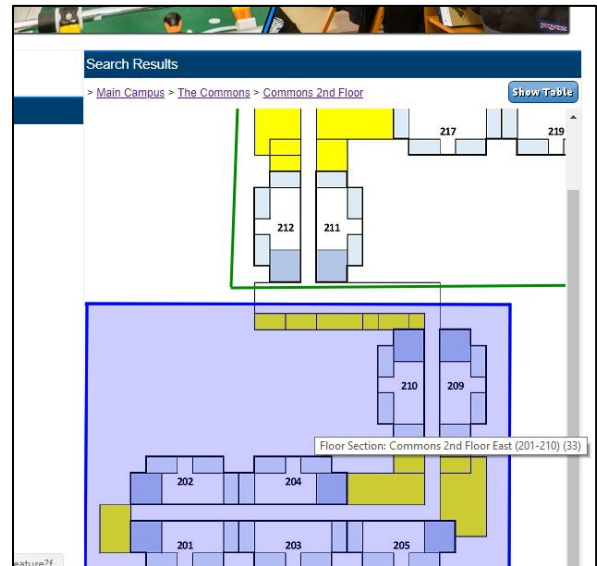 Search Results
> Main Campus > The Commons > Commons 2nd Floor
Show Table
217
219
212
211
210
209
Floor Section: Commons 2nd Floor East (201-210) (33)
202
204
201
203
205
eature?f